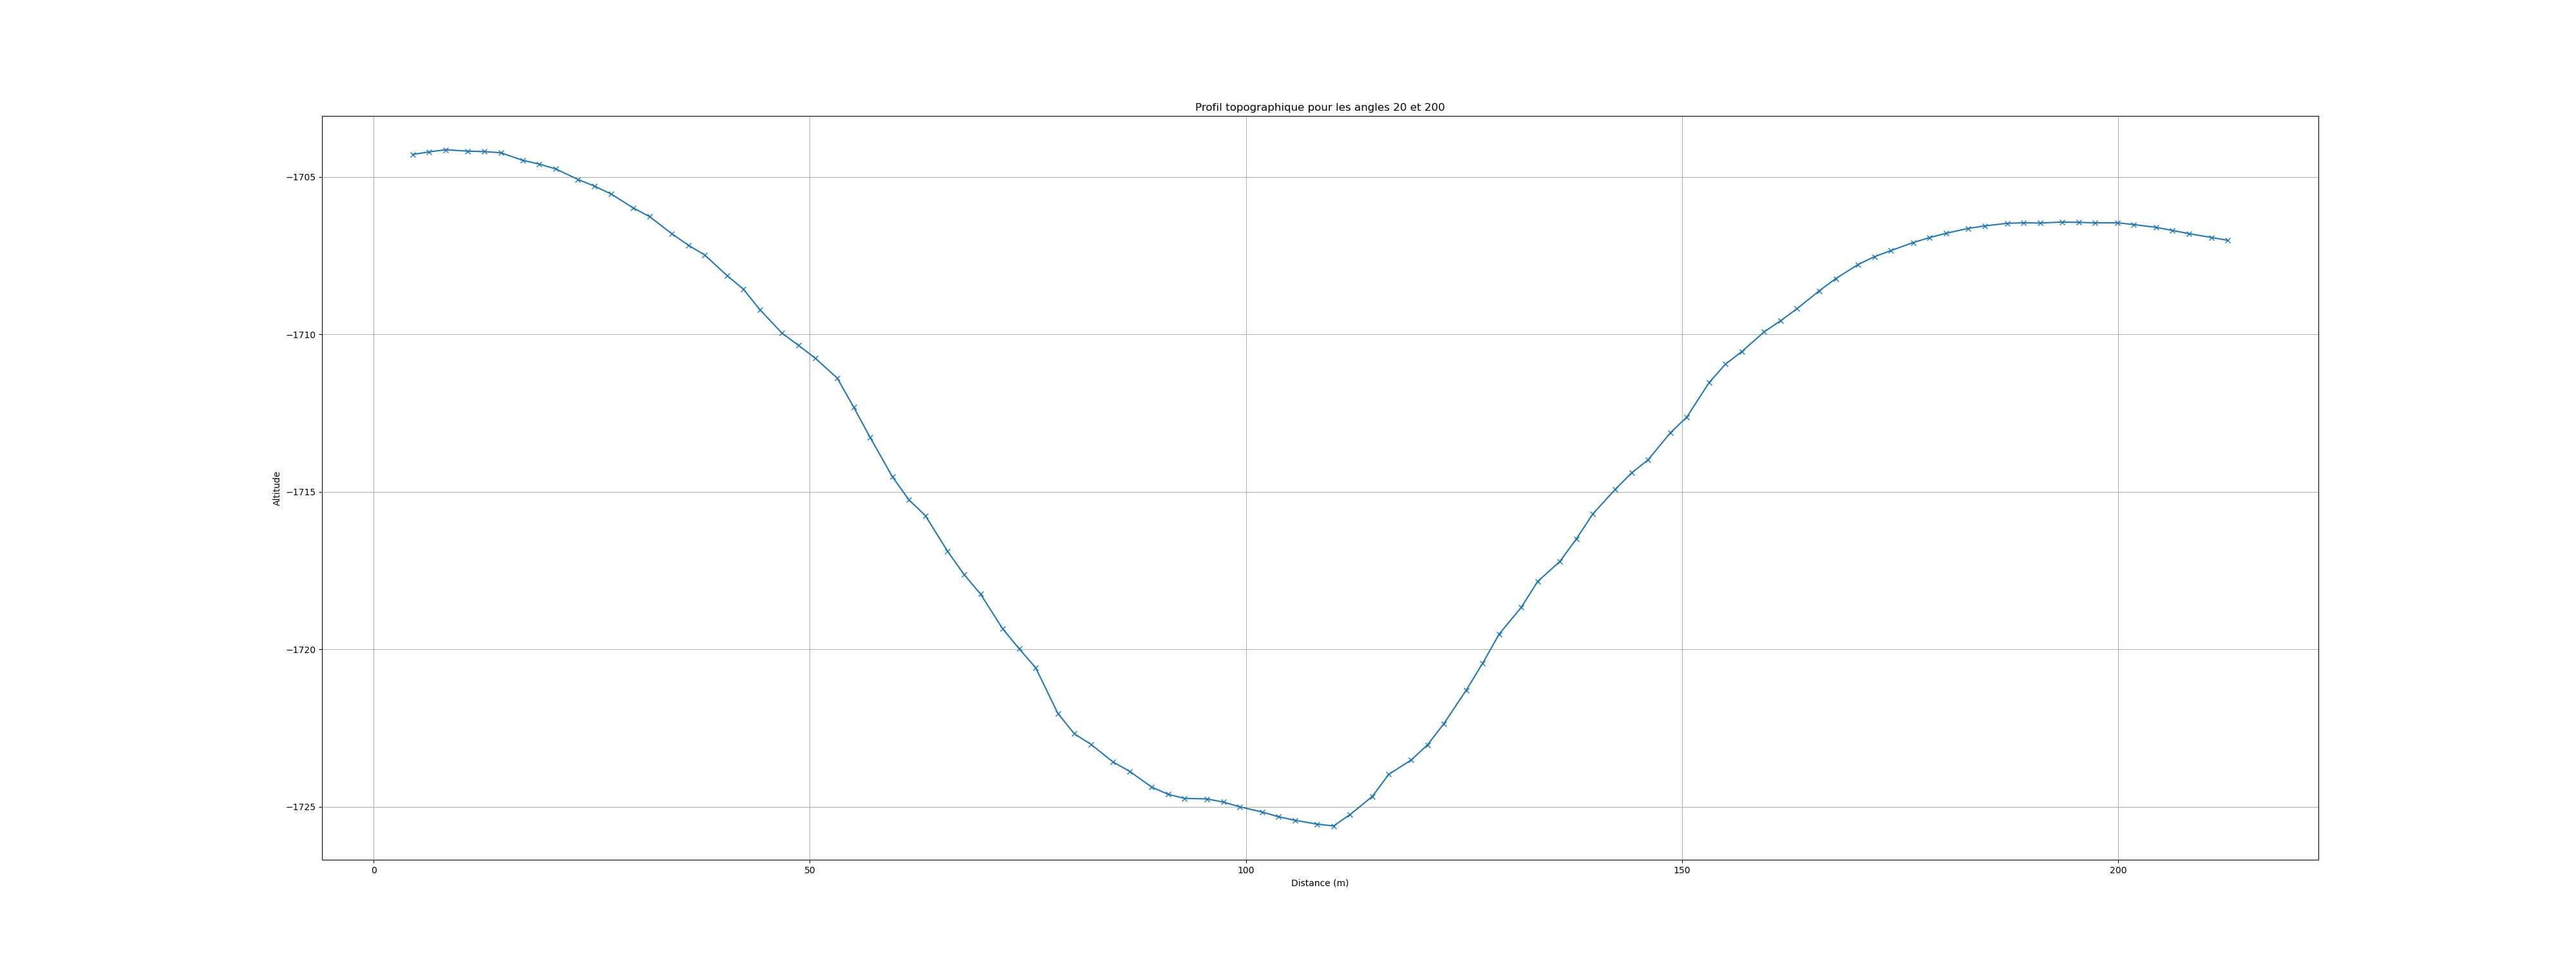 Profil topographique pour les angles 20 et 200
−1705
−1710
−1715
−1720
−1725
Altitude
0 50 100 150 200
Distance (m)